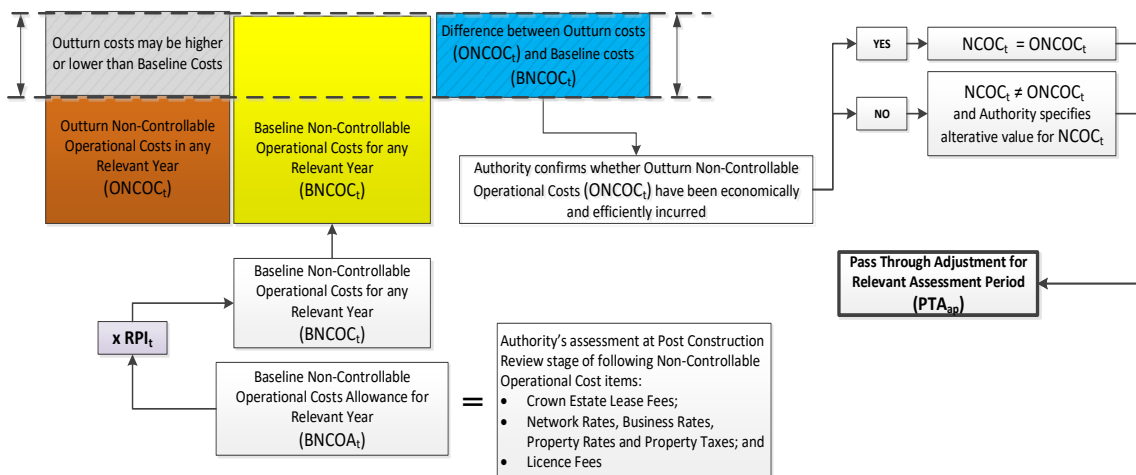 Outturn costs may be higher
or lower than Baseline Costs
Outturn Non-Controllable
Operational Costs in any
Relevant Year
(ONCOCt)
Baseline Non-Controllable
Operational Costs for any
Relevant Year
(BNCOCt)
Difference between Outturn costs
(ONCOCt) and Baseline costs
(BNCOCt)
YES
NCOCt = ONCOCt
NO
NCOCt ≠ ONCOCt
and Authority specifies
alterative value for NCOCt
Authority confirms whether Outturn Non-Controllable
Operational Costs (ONCOCt) have been economically
and efficiently incurred
Pass Through Adjustment for
Relevant Assessment Period
(PTAap)
Baseline Non-Controllable
Operational Costs for any
Relevant Year
(BNCOCt)
x RPIt
Baseline Non-Controllable
Operational Costs Allowance for
Relevant Year
(BNCOAt)
=
Authority's assessment at Post Construction
Review stage of following Non-Controllable
Operational Cost items:
• Crown Estate Lease Fees;
• Network Rates, Business Rates,
Property Rates and Property Taxes; and
• Licence Fees